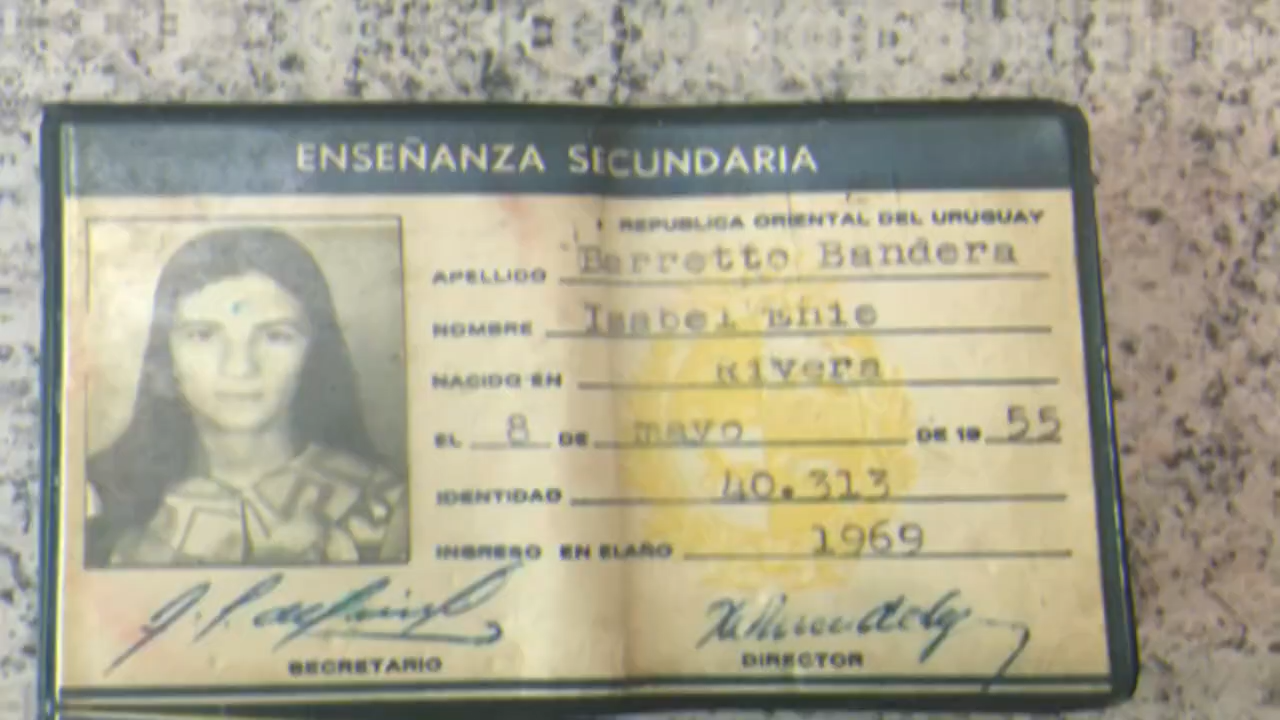 ENSEÑANZA SECUNDARIA
REPUBLICA ORIENTAL DEL URUGUAY
APELLIDO Barretto Bandera
NOMBRE Isabel
NACIDO EN Rivera
EL 8 DE mayo DE 19 55
IDENTIDAD 40.313
INGRESO EN EL AÑO 1969
SECRETARIO
DIRECTOR